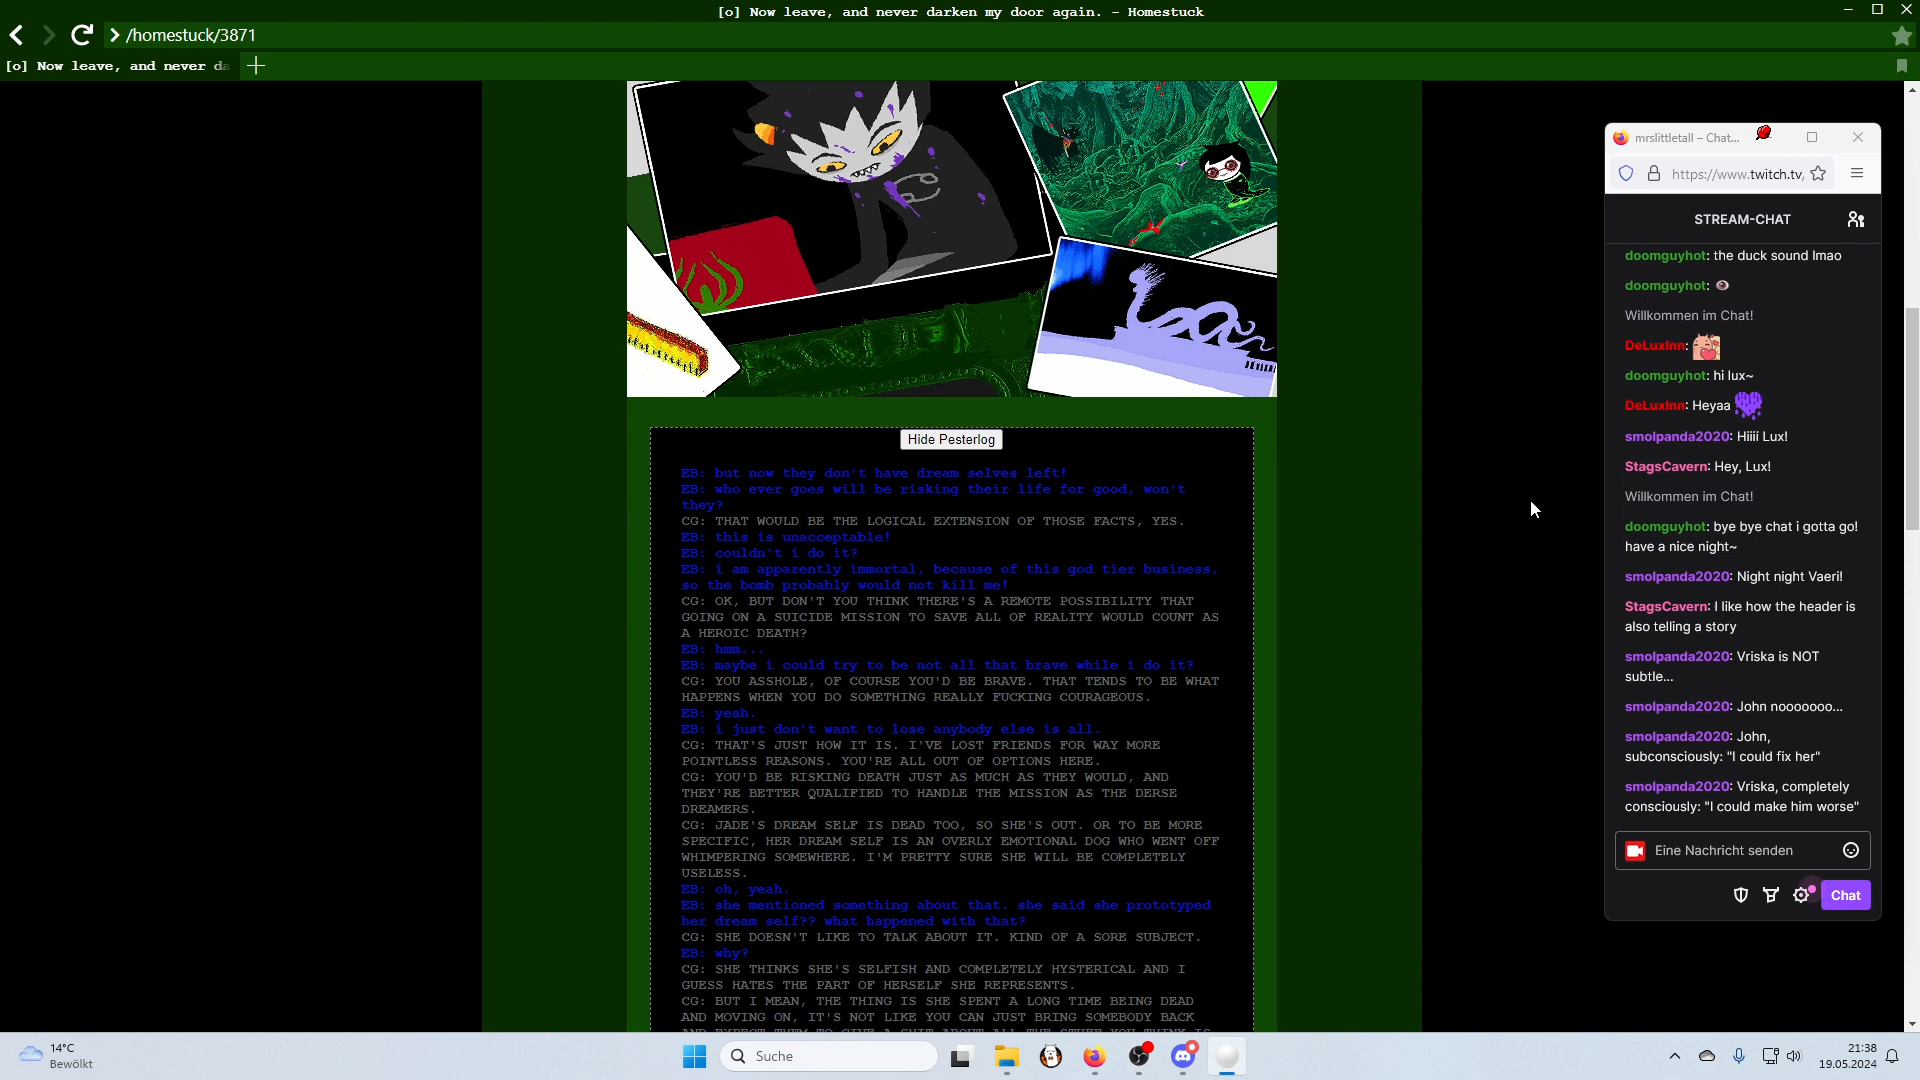 [o] Now leave, and never darken my door again. - Homestuck
/homestuck/3871
[o] Now leave, and never da
Hide Pesterlog
EB: but now they don't have dream selves left!
EB: who ever goes will be risking their life for good, won't
they?
CG: THAT WOULD BE THE LOGICAL EXTENSION OF THOSE FACTS, YES.
EB: this is unacceptable!
EB: couldn't i do it?
EB: i am apparently immortal, because of this god tier business,
so the bomb probably would not kill me!
CG: OK, BUT DON'T YOU THINK THERE'S A REMOTE POSSIBILITY THAT
GOING ON A SUICIDE MISSION TO SAVE ALL OF REALITY WOULD COUNT AS
A HEROIC DEATH?
EB: hmm...
EB: maybe i could try to be not all that brave while i do it?
CG: YOU ASSHOLE, OF COURSE YOU'D BE BRAVE. THAT TENDS TO BE WHAT
HAPPENS WHEN YOU DO SOMETHING REALLY FUCKING COURAGEOUS.
EB: yeah.
EB: i just don't want to lose anybody else is all.
CG: THAT'S JUST HOW IT IS. I'VE LOST FRIENDS FOR WAY MORE
POINTLESS REASONS. YOU'RE ALL OUT OF OPTIONS HERE.
CG: YOU'D BE RISKING DEATH JUST AS MUCH AS THEY WOULD, AND
THEY'RE BETTER QUALIFIED TO HANDLE THE MISSION AS THE DERSE
DREAMERS.
CG: JADE'S DREAM SELF IS DEAD TOO, SO SHE'S OUT. OR TO BE MORE
SPECIFIC, HER DREAM SELF IS AN OVERLY EMOTIONAL DOG WHO WENT OFF
WHIMPERING SOMEWHERE. I'M PRETTY SURE SHE WILL BE COMPLETELY
USELESS.
EB: oh, yeah.
EB: she mentioned something about that. she said she prototyped
her dream self?? what happened with that?
CG: SHE DOESN'T LIKE TO TALK ABOUT IT. KIND OF A SORE SUBJECT.
EB: why?
CG: SHE THINKS SHE'S SELFISH AND COMPLETELY HYSTERICAL AND I
GUESS HATES THE PART OF HERSELF SHE REPRESENTS.
CG: BUT I MEAN, THE THING IS SHE SPENT A LONG TIME BEING DEAD
AND MOVING ON, IT'S NOT LIKE YOU CAN JUST BRING SOMEBODY BACK
AND EXPECT THEM TO GIVE A SHIT ABOUT ALL THE STUFF YOU THINK IS
mrslittletall – Chat...
https://www.twitch.tv/
STREAM-CHAT
doomguyhot: the duck sound lmao
doomguyhot:
Willkommen im Chat!
DeLuxInn:
doomguyhot: hi lux~
DeLuxInn: Heyaa
smolpanda2020: Hiiii Lux!
StagsCavern: Hey, Lux!
Willkommen im Chat!
doomguyhot: bye bye chat i gotta go!
have a nice night~
smolpanda2020: Night night Vaeri!
StagsCavern: I like how the header is
also telling a story
smolpanda2020: Vriska is NOT
subtle...
smolpanda2020: John nooooooo...
smolpanda2020: John,
subconsciously: "I could fix her"
smolpanda2020: Vriska, completely
consciously: "I could make him worse"
Eine Nachricht senden
Chat
14°C
Bewölkt
Suche
21:38
19.05.2024